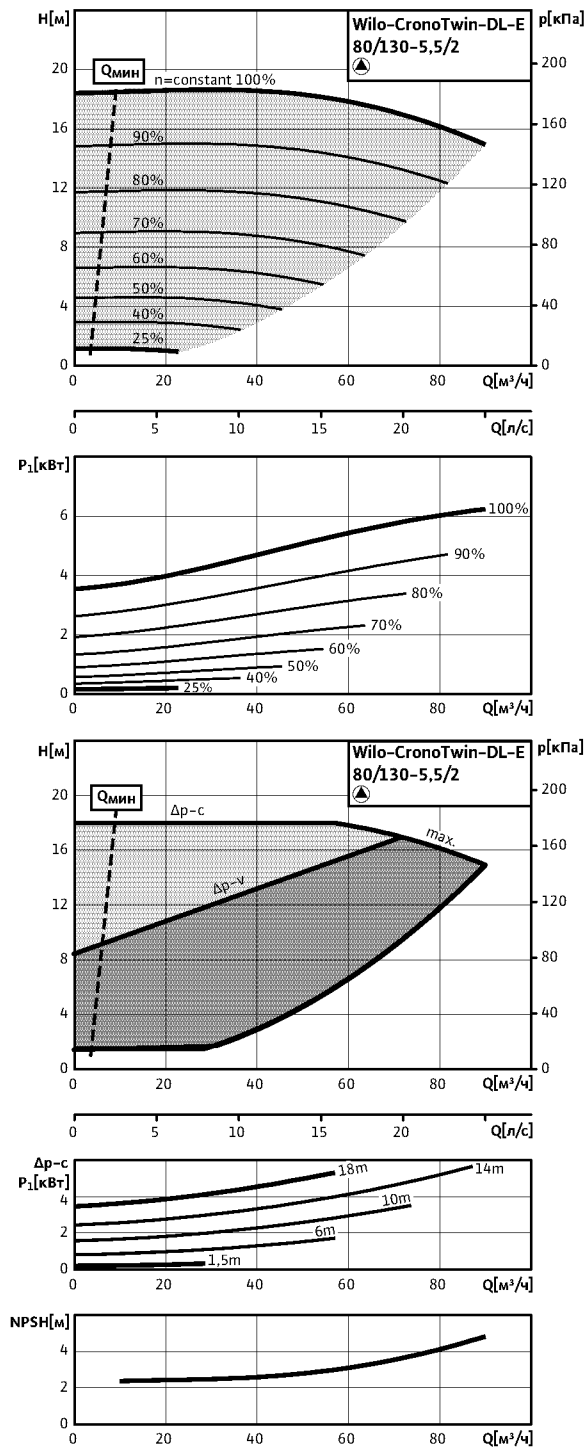 H[м]
Wilo-CronoTwin-DL-E
80/130-5,5/2
p[кПа]
Qмин
n=constant 100%
90%
80%
70%
60%
50%
40%
25%
20
16
12
8
4
0
200
160
120
80
40
0
0 20 40 60 80 Q[м³/ч]
0 5 10 15 20 Q[л/с]
P₁[кВт]
6
4
2
0
100%
90%
80%
70%
60%
50%
40%
25%
0 20 40 60 80 Q[м³/ч]
H[м]
Wilo-CronoTwin-DL-E
80/130-5,5/2
p[кПа]
Qмин
Δp-c
max.
Δp-v
20
16
12
8
4
0
200
160
120
80
40
0
0 20 40 60 80 Q[м³/ч]
0 5 10 15 20 Q[л/с]
Δp-c
P₁[кВт]
4
2
0
18m
14m
10m
6m
1,5m
0 20 40 60 80 Q[м³/ч]
NPSH[м]
4
2
0
0 20 40 60 80 Q[м³/ч]